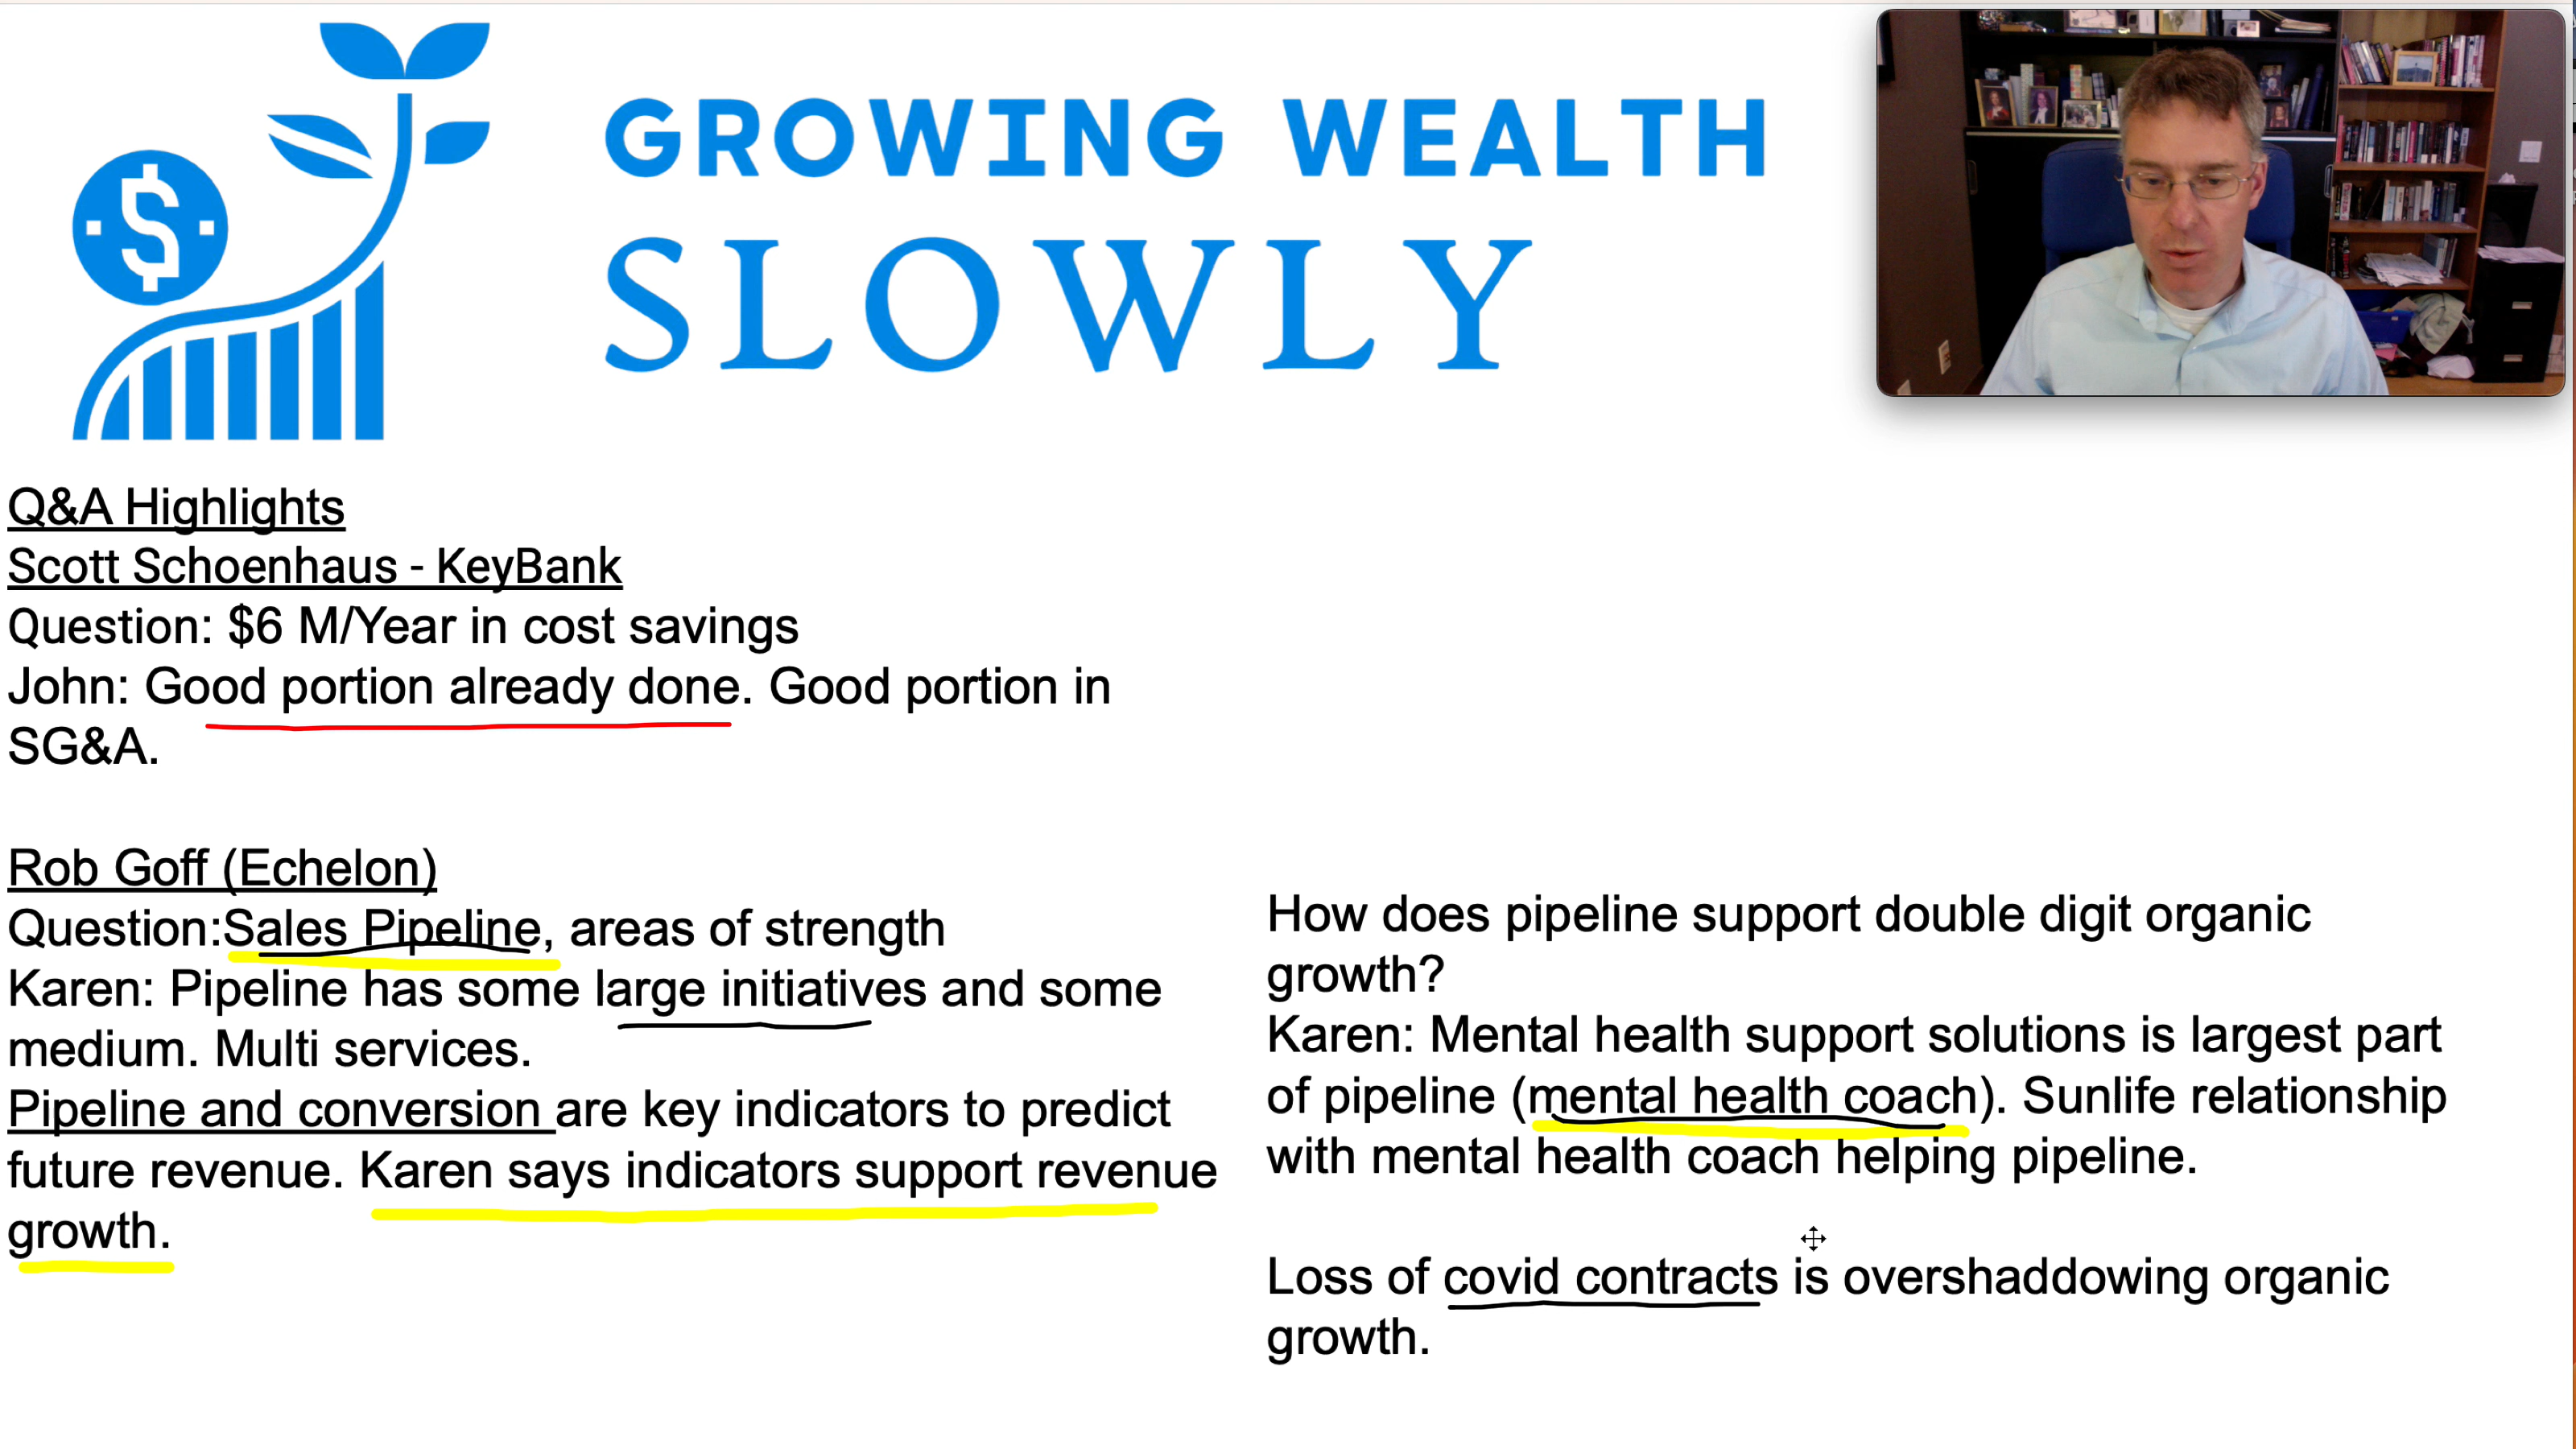 GROWING WEALTH
SLOWLY
Q&A Highlights
Scott Schoenhaus - KeyBank
Question: $6 M/Year in cost savings
John: Good portion already done. Good portion in
SG&A.
Rob Goff (Echelon)
Question:Sales Pipeline, areas of strength
Karen: Pipeline has some large initiatives and some
medium. Multi services.
Pipeline and conversion are key indicators to predict
future revenue. Karen says indicators support revenue
growth.
How does pipeline support double digit organic
growth?
Karen: Mental health support solutions is largest part
of pipeline (mental health coach). Sunlife relationship
with mental health coach helping pipeline.
Loss of covid contracts is overshaddowing organic
growth.